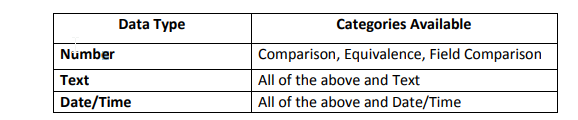 Data Type Categories Available
Number Comparison, Equivalence, Field Comparison
Text All of the above and Text
Date/Time All of the above and Date/Time